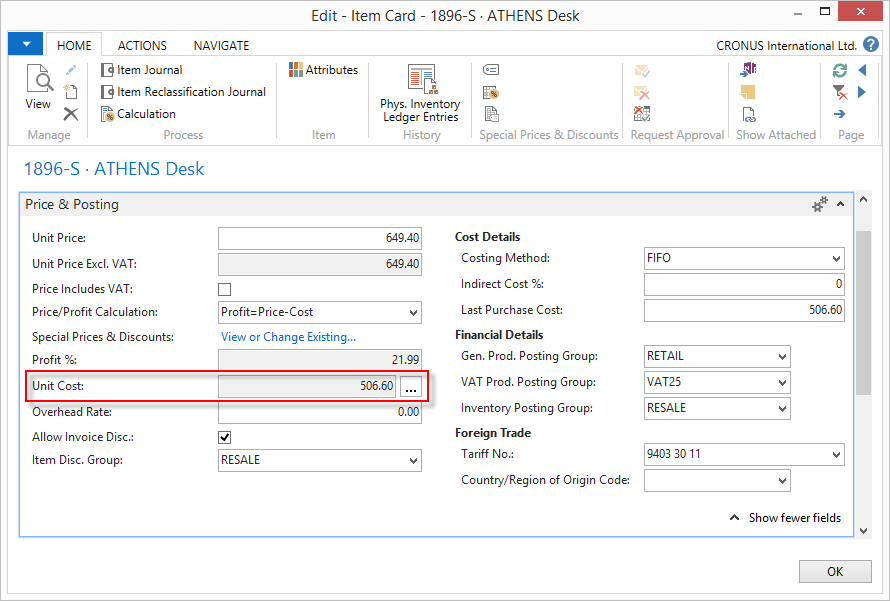 Edit - Item Card - 1896-S · ATHENS Desk
HOME ACTIONS NAVIGATE CRONUS International Ltd. ?
View
Manage
Item Journal
Item Reclassification Journal
Calculation
Process
Attributes
Item
Phys. Inventory
Ledger Entries
History
Special Prices & Discounts
Request Approval
Show Attached
Page
1896-S · ATHENS Desk
Price & Posting
Unit Price: 649.40
Unit Price Excl. VAT: 649.40
Price Includes VAT:
Price/Profit Calculation: Profit=Price-Cost
Special Prices & Discounts: View or Change Existing...
Profit %: 21.99
Unit Cost: 506.60 ...
Overhead Rate: 0.00
Allow Invoice Disc.:
Item Disc. Group: RESALE
Cost Details
Costing Method: FIFO
Indirect Cost %: 0
Last Purchase Cost: 506.60
Financial Details
Gen. Prod. Posting Group: RETAIL
VAT Prod. Posting Group: VAT25
Inventory Posting Group: RESALE
Foreign Trade
Tariff No.: 9403 30 11
Country/Region of Origin Code:
Show fewer fields
OK